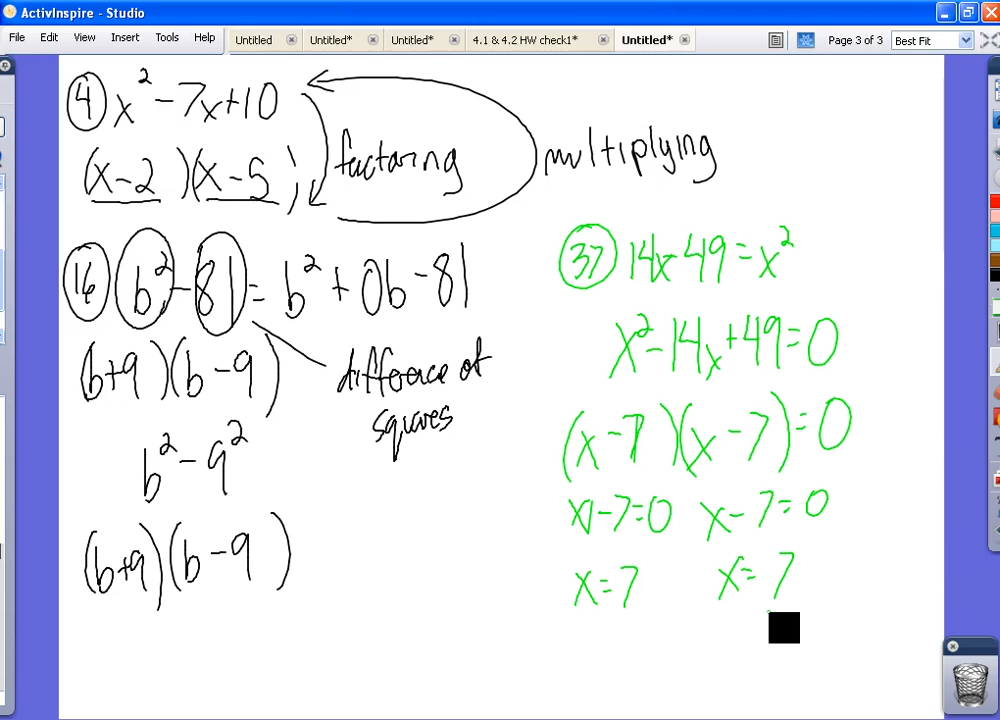 ActivInspire - Studio
File Edit View Insert Tools Help
Untitled Untitled* Untitled* 4.1 & 4.2 HW check1* Untitled* Page 3 of 3 Best Fit
4 x² - 7x + 10
(x - 2 )(x - 5 )
factoring
multiplying
16 b² - 81 = b² + 0b - 81
(b + 9 )(b - 9 )
difference of
squares
b² - 9²
(b + 9)(b - 9 )
37 14x - 49 = x²
x² - 14x + 49 = 0
(x - 7 )(x - 7 ) = 0
x - 7 = 0 x - 7 = 0
x = 7 x = 7